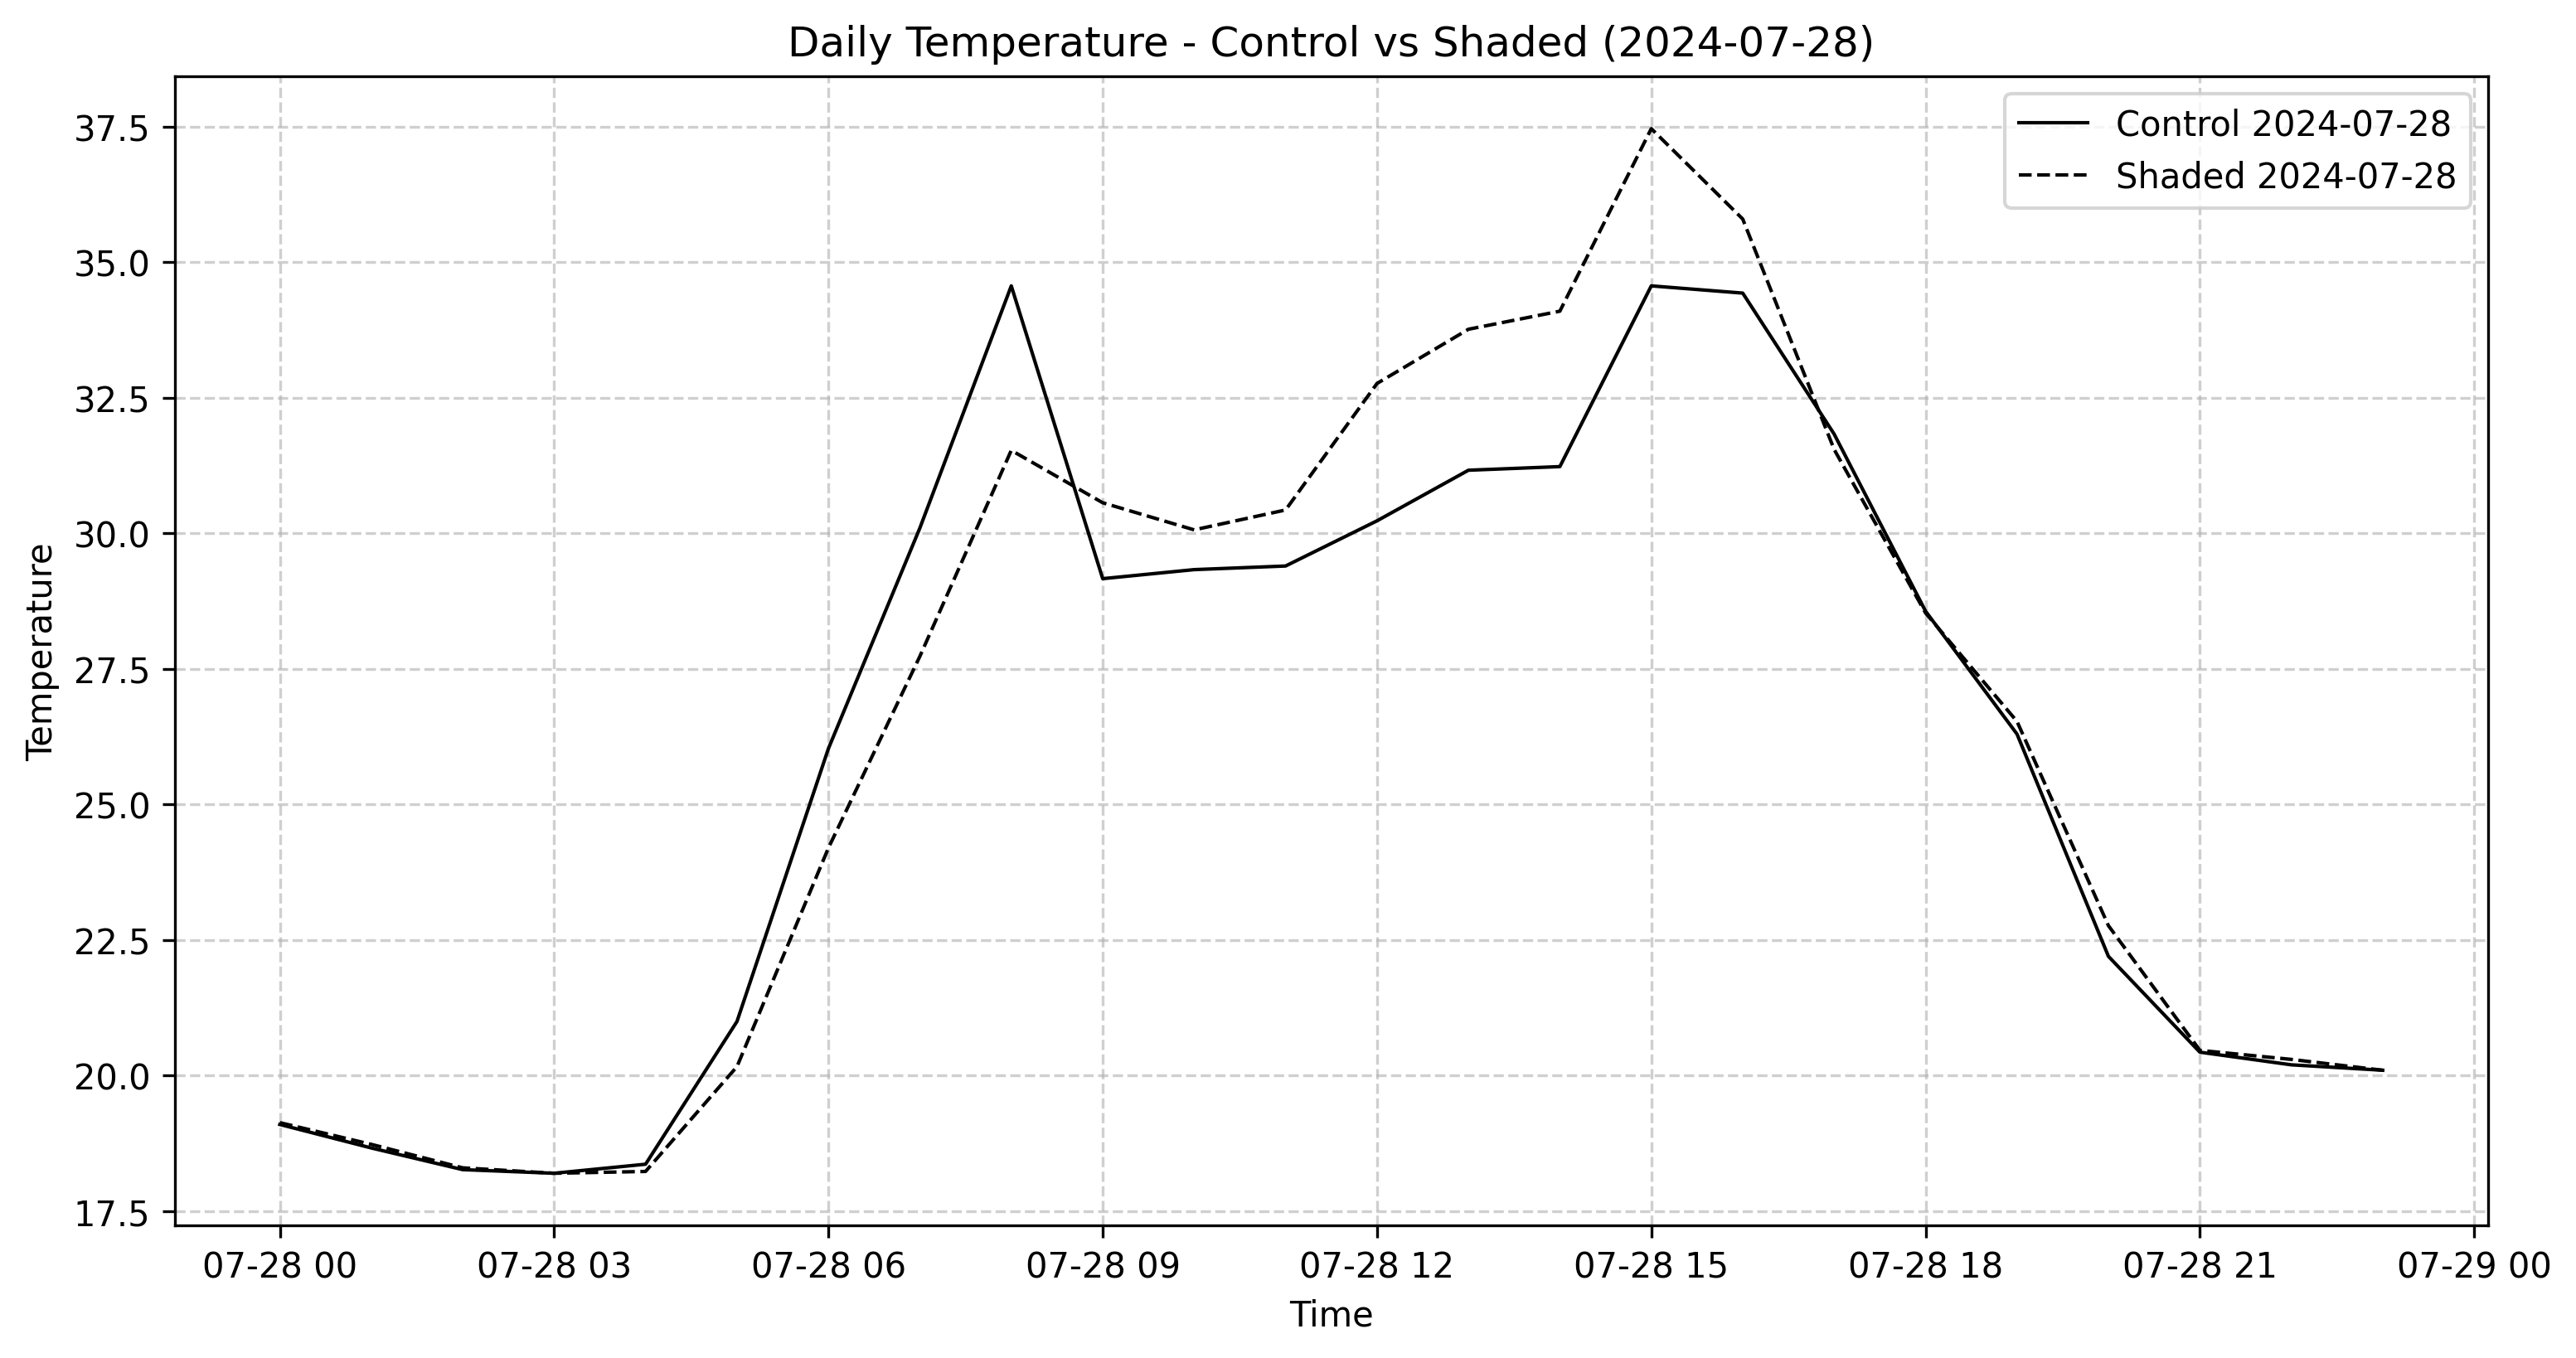 Daily Temperature - Control vs Shaded (2024-07-28)
Control 2024-07-28
Shaded 2024-07-28
37.5
35.0
32.5
30.0
27.5
25.0
22.5
20.0
17.5
Temperature
07-28 00 07-28 03 07-28 06 07-28 09 07-28 12 07-28 15 07-28 18 07-28 21 07-29 00
Time